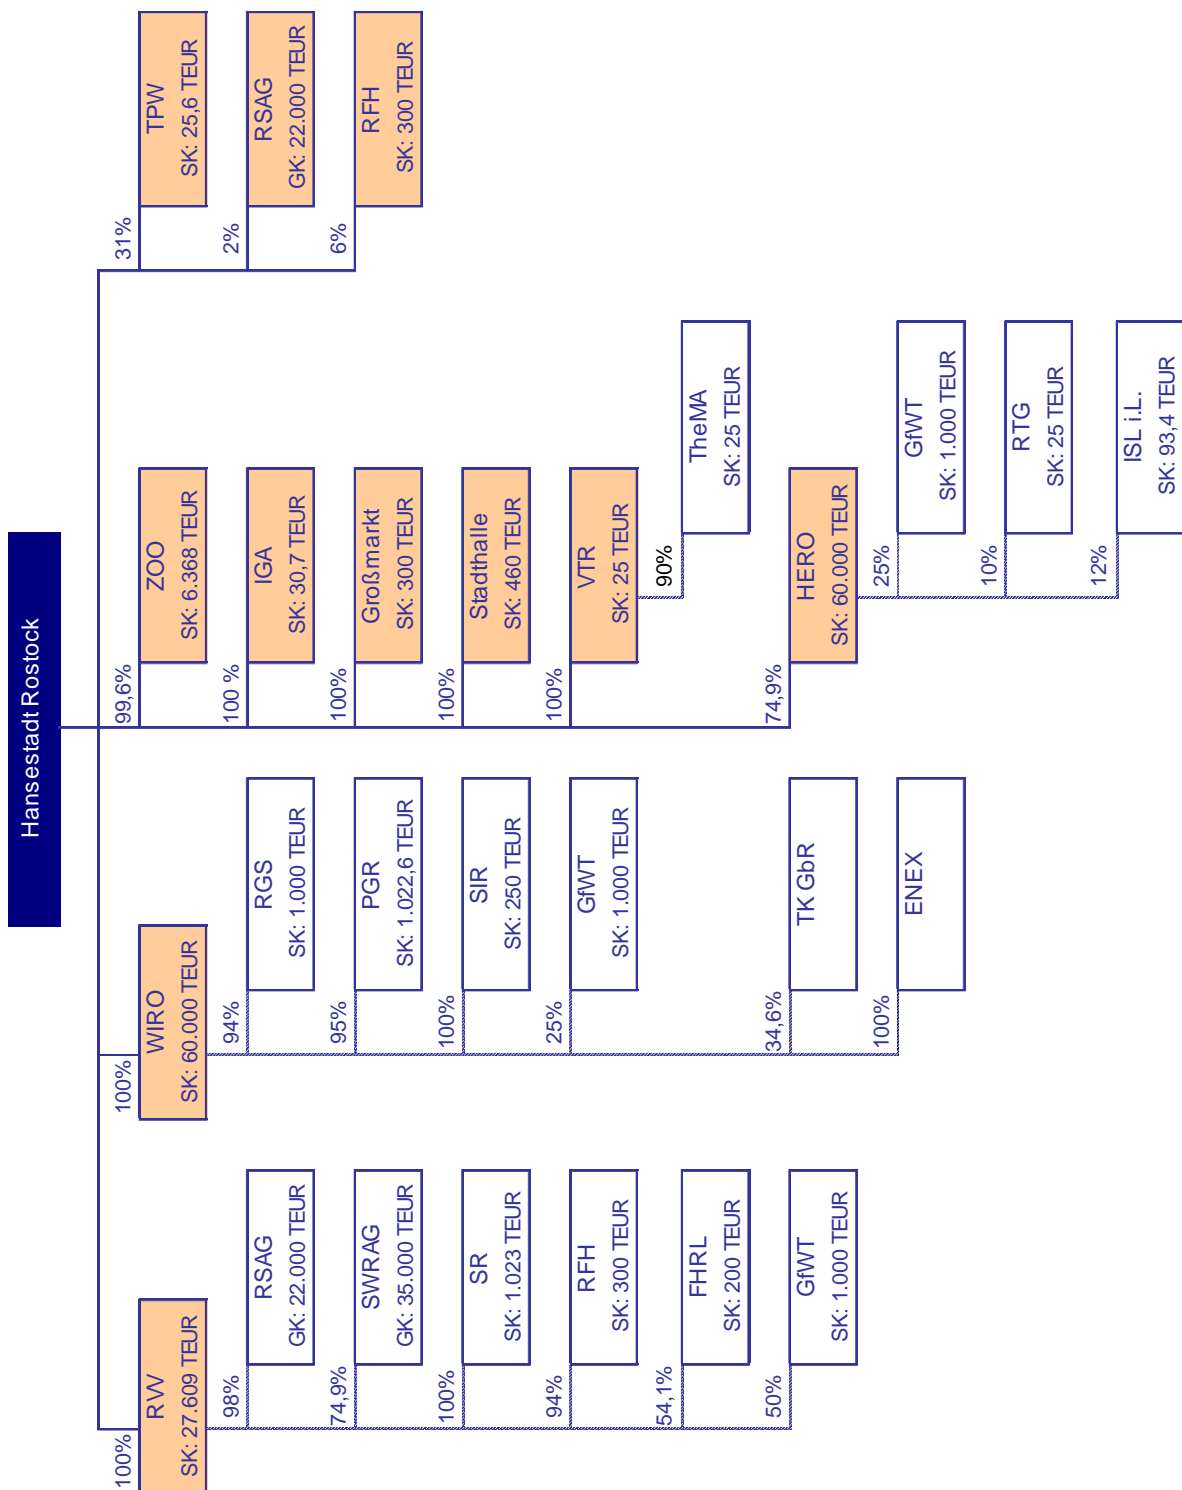 Hansestadt Rostock
100%
RW
SK: 27.609 TEUR
98%
RSAG
GK: 22.000 TEUR
74,9%
SWRAG
GK: 35.000 TEUR
100%
SR
SK: 1.023 TEUR
94%
RFH
SK: 300 TEUR
54,1%
FHRL
SK: 200 TEUR
50%
GfWT
SK: 1.000 TEUR
100%
WIRO
SK: 60.000 TEUR
94%
RGS
SK: 1.000 TEUR
95%
PGR
SK: 1.022,6 TEUR
100%
SIR
SK: 250 TEUR
25%
GfWT
SK: 1.000 TEUR
34,6%
TK GbR
100%
ENEX
99,6%
ZOO
SK: 6.368 TEUR
100 %
IGA
SK: 30,7 TEUR
100%
Großmarkt
SK: 300 TEUR
100%
Stadthalle
SK: 460 TEUR
100%
VTR
SK: 25 TEUR
90%
TheMA
SK: 25 TEUR
74,9%
HERO
SK: 60.000 TEUR
25%
GfWT
SK: 1.000 TEUR
10%
RTG
SK: 25 TEUR
12%
ISL i.L.
SK: 93,4 TEUR
31%
TPW
SK: 25,6 TEUR
2%
RSAG
GK: 22.000 TEUR
6%
RFH
SK: 300 TEUR